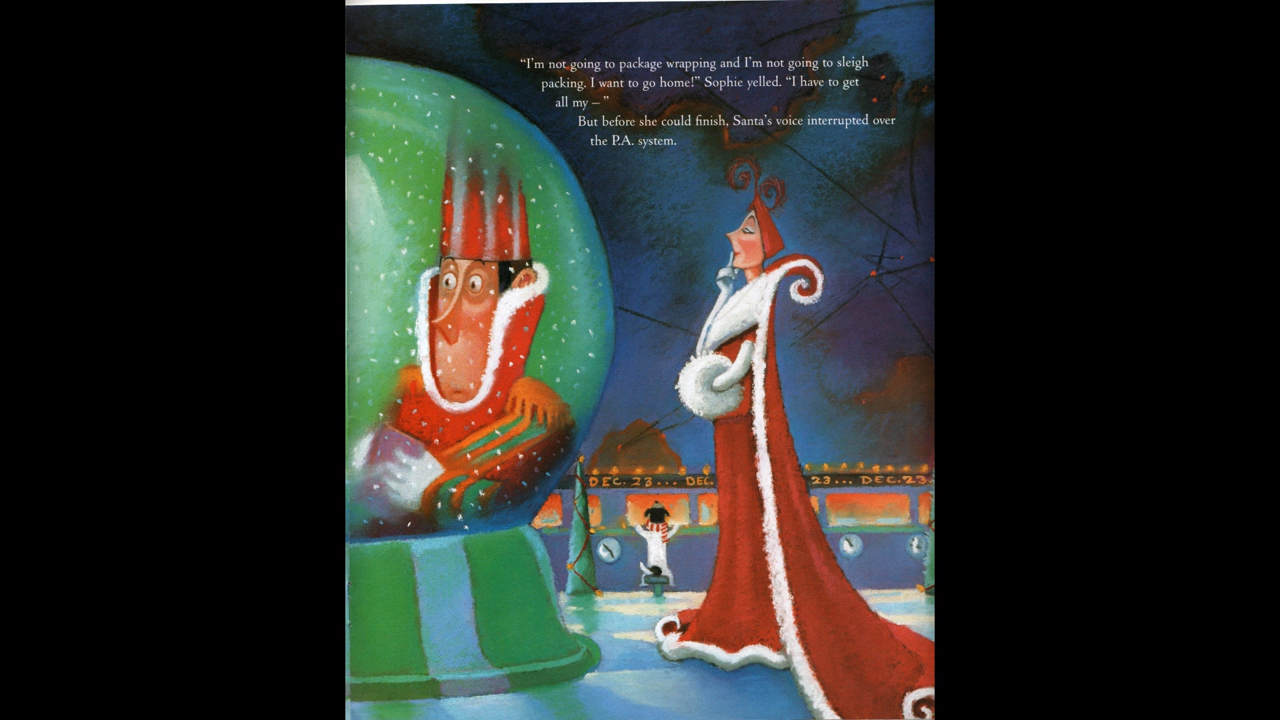 “I’m not going to package wrapping and I’m not going to sleigh
packing. I want to go home!” Sophie yelled. “I have to get
all my – ”
But before she could finish, Santa’s voice interrupted over
the P.A. system.
DEC. 23... DEC.
23... DEC. 23.